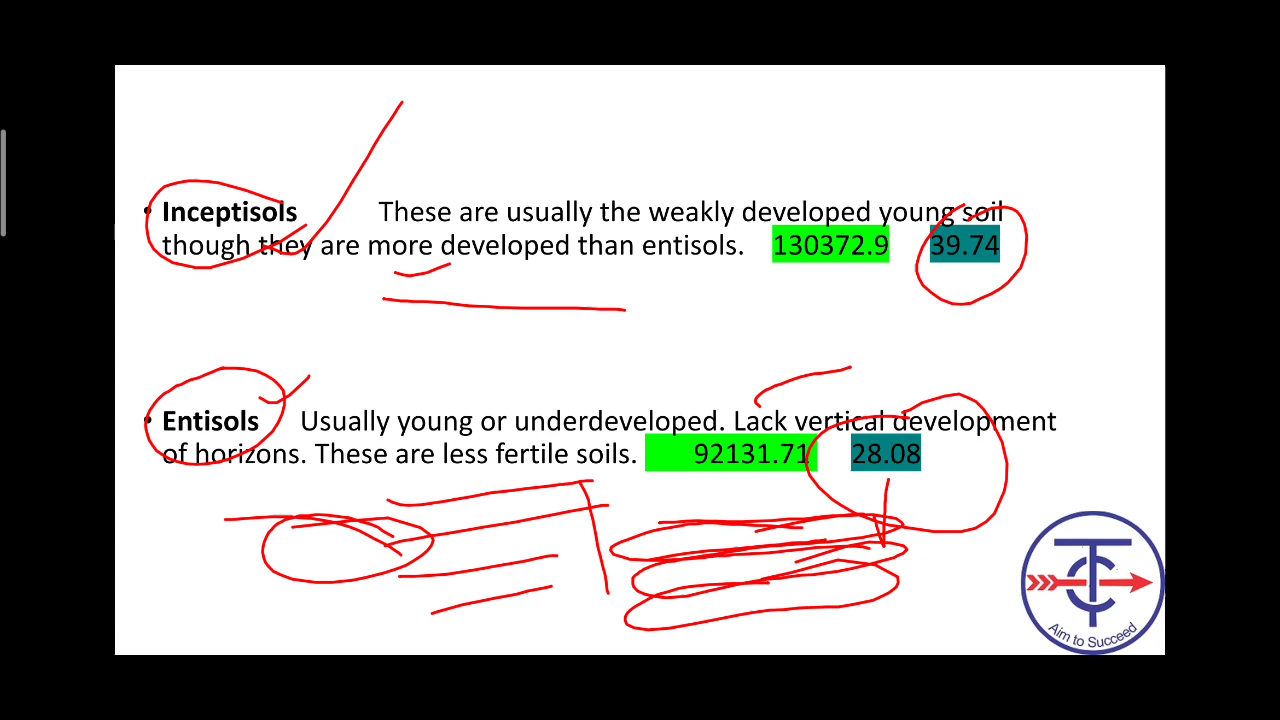 • Inceptisols These are usually the weakly developed young soil
though they are more developed than entisols. 130372.9 39.74
• Entisols Usually young or underdeveloped. Lack vertical development
of horizons. These are less fertile soils. 92131.71 28.08
TC
Aim to Succeed